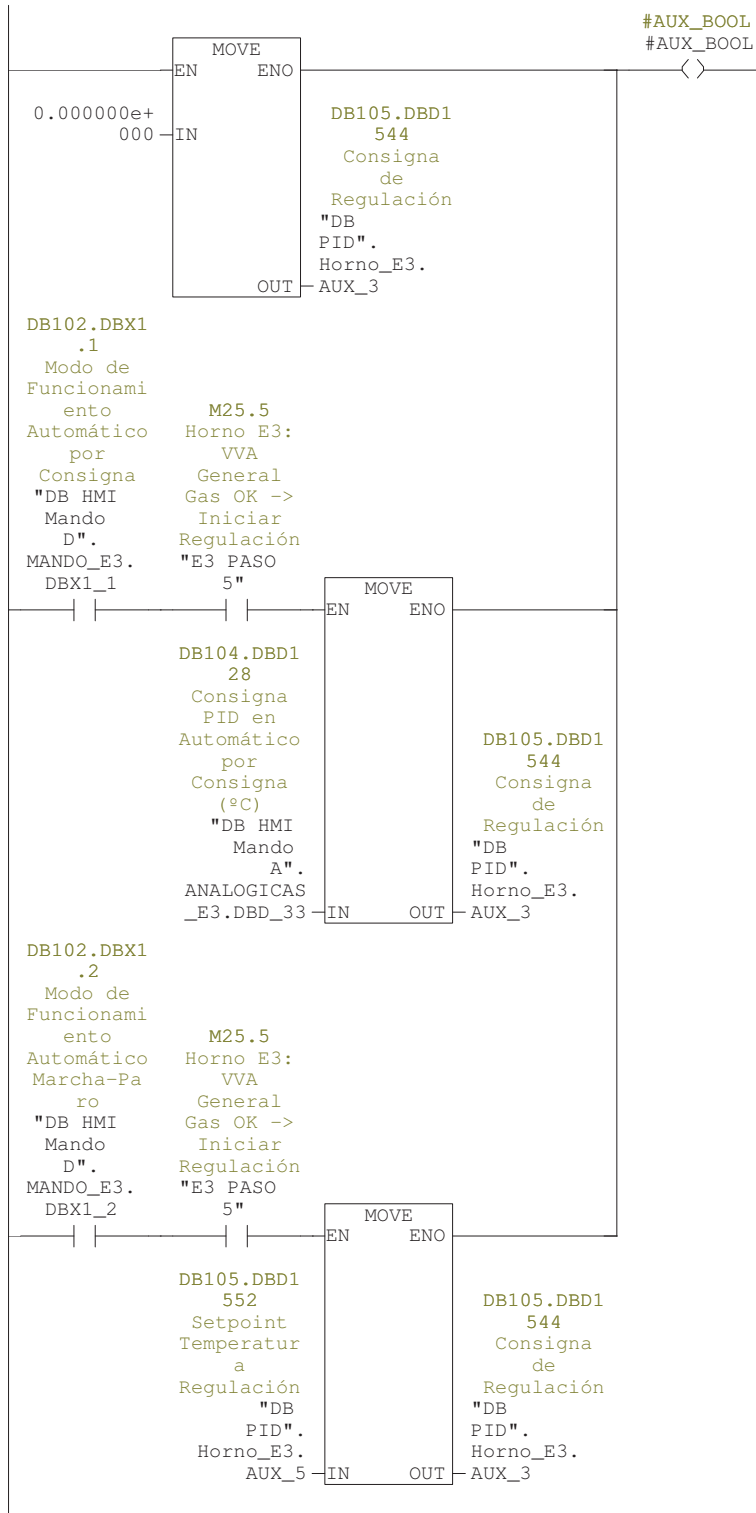 #AUX_BOOL
#AUX_BOOL
MOVE
EN ENO
0.000000e+
000
IN
DB105.DBD1
544
Consigna
de
Regulación
"DB
PID".
Horno_E3.
OUT AUX_3
DB102.DBX1
.1
Modo de
Funcionami
ento
Automático
por
Consigna
"DB HMI
Mando
D".
MANDO_E3.
DBX1_1
M25.5
Horno E3:
VVA
General
Gas OK ->
Iniciar
Regulación
"E3 PASO
5"
MOVE
EN ENO
DB104.DBD1
28
Consigna
PID en
Automático
por
Consigna
(ºC)
"DB HMI
Mando
A".
ANALOGICAS
_E3.DBD_33
IN OUT
DB105.DBD1
544
Consigna
de
Regulación
"DB
PID".
Horno_E3.
AUX_3
DB102.DBX1
.2
Modo de
Funcionami
ento
Automático
Marcha-Pa
ro
"DB HMI
Mando
D".
MANDO_E3.
DBX1_2
M25.5
Horno E3:
VVA
General
Gas OK ->
Iniciar
Regulación
"E3 PASO
5"
MOVE
EN ENO
DB105.DBD1
552
Setpoint
Temperatur
a
Regulación
"DB
PID".
Horno_E3.
AUX_5
IN OUT
DB105.DBD1
544
Consigna
de
Regulación
"DB
PID".
Horno_E3.
AUX_3